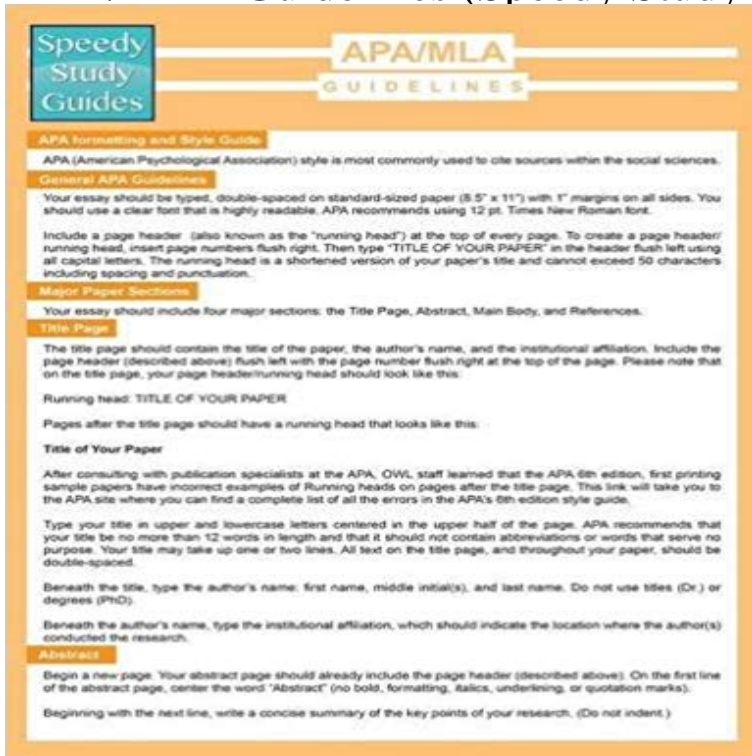 Speedy
Study
Guides
APA/MLA
GUIDELINES
APA formatting and Style Guide
APA (American Psychological Association) style is most commonly used to cite sources within the social sciences.
General APA Guidelines
Your essay should be typed, double-spaced on standard-sized paper (8.5" x 11") with 1" margins on all sides. You
should use a clear font that is highly readable. APA recommends using 12 pt. Times New Roman font.
Include a page header (also known as the "running head") at the top of every page. To create a page header/
running head, insert page numbers flush right. Then type "TITLE OF YOUR PAPER" in the header flush left using
all capital letters. The running head is a shortened version of your paper's title and cannot exceed 50 characters
including spacing and punctuation.
Major Paper Sections
Your essay should include four major sections: the Title Page, Abstract, Main Body, and References.
Title Page
The title page should contain the title of the paper, the author's name, and the institutional affiliation. Include the
page header (described above) flush left with the page number flush right at the top of the page. Please note that
on the title page, your page header/running head should look like this:
Running head: TITLE OF YOUR PAPER
Pages after the title page should have a running head that looks like this:
Title of Your Paper
After consulting with publication specialists at the APA, OWL staff learned that the APA 6th edition, first printing
sample papers have incorrect examples of Running heads on pages after the title page. This link will take you to
the APA site where you can find a complete list of all the errors in the APA's 6th edition style guide.
Type your title in upper and lowercase letters centered in the upper half of the page. APA recommends that
your title be no more than 12 words in length and that it should not contain abbreviations or words that serve no
purpose. Your title may take up one or two lines. All text on the title page, and throughout your paper, should be
double-spaced.
Beneath the title, type the author's name: first name, middle initial(s), and last name. Do not use titles (Dr.) or
degrees (PhD).
Beneath the author's name, type the institutional affiliation, which should indicate the location where the author(s)
conducted the research.
Abstract
Begin a new page. Your abstract page should already include the page header (described above). On the first line
of the abstract page, center the word "Abstract" (no bold, formatting, italics, underlining, or quotation marks).
Beginning with the next line, write a concise summary of the key points of your research. (Do not indent.)